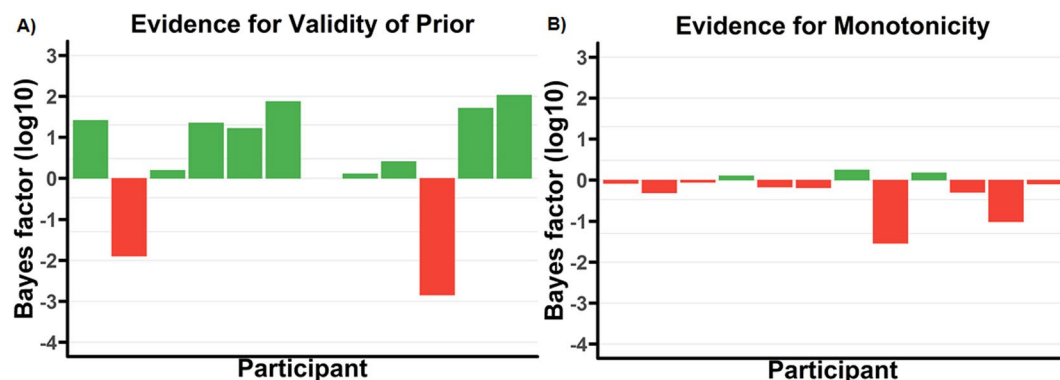 A)
Evidence for Validity of Prior
Bayes factor (log10)
3
2
1
0
-1
-2
-3
-4
Participant
B)
Evidence for Monotonicity
Bayes factor (log10)
3
2
1
0
-1
-2
-3
-4
Participant